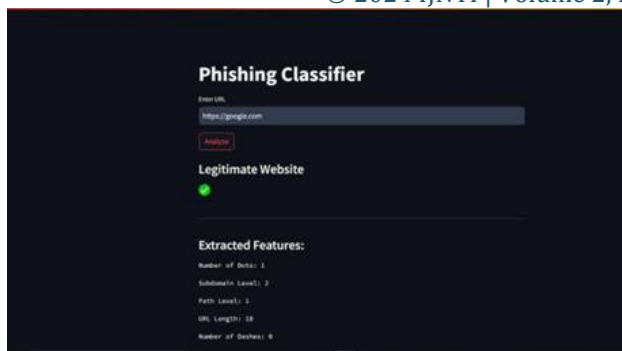 Phishing Classifier
Enter URL
https://google.com
Analyze
Legitimate Website
Extracted Features:
Number of Dots: 1
Subdomain Level: 2
Path Level: 1
URL Length: 18
Number of Dashes: 0